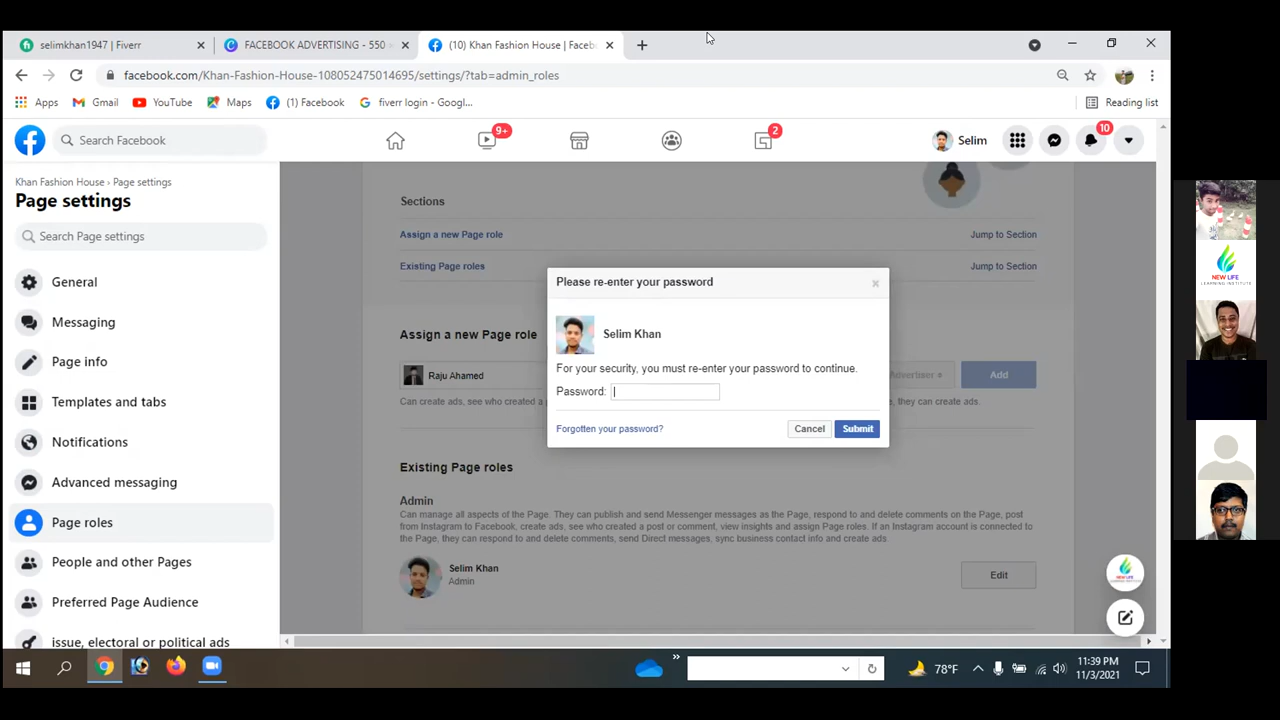 selimkhan1947 | Fiverr
FACEBOOK ADVERTISING - 550
(10) Khan Fashion House | Faceb
facebook.com/Khan-Fashion-House-108052475014695/settings/?tab=admin_roles
Apps Gmail YouTube Maps (1) Facebook fiverr login - Googl... Reading list
Search Facebook
9+
2
Selim
10
Khan Fashion House › Page settings
Page settings
Search Page settings
General
Messaging
Page info
Templates and tabs
Notifications
Advanced messaging
Page roles
People and other Pages
Preferred Page Audience
issue, electoral or political ads
Sections
Assign a new Page role Jump to Section
Existing Page roles Jump to Section
Assign a new Page role
Raju Ahamed
Advertiser
Add
Can create ads, see who created a p
, they can create ads.
Please re-enter your password
Selim Khan
For your security, you must re-enter your password to continue.
Password:
Forgotten your password?
Cancel Submit
Existing Page roles
Admin
Can manage all aspects of the Page. They can publish and send Messenger messages as the Page, respond to and delete comments on the Page, post
from Instagram to Facebook, create ads, see who created a post or comment, view insights and assign Page roles. If an Instagram account is connected to
the Page, they can respond to and delete comments, send Direct messages, sync business contact info and create ads.
Selim Khan
Admin
Edit
NEW LIFE
LEARNING INSTITUTE
NEW LIFE
78°F
11:39 PM
11/3/2021